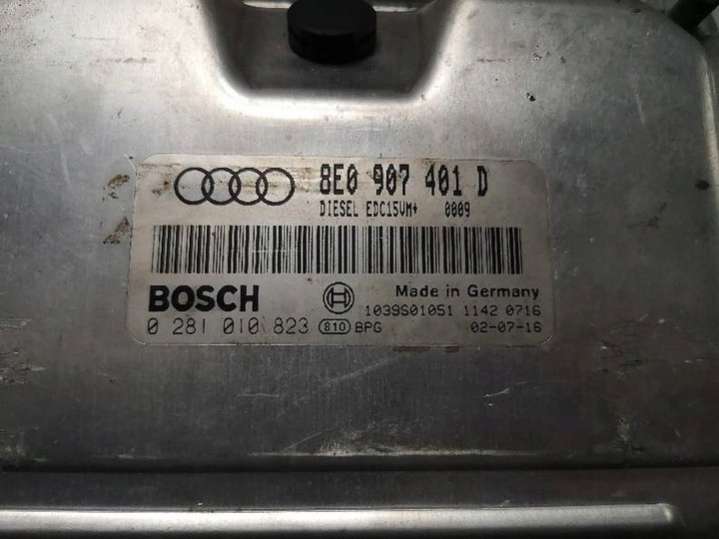 8E0 907 401 D
DIESEL EDC15VM+ 0009
BOSCH
Made in Germany
0 281 010 823 810 BPG
1039S01051 1142 0716
02-07-16